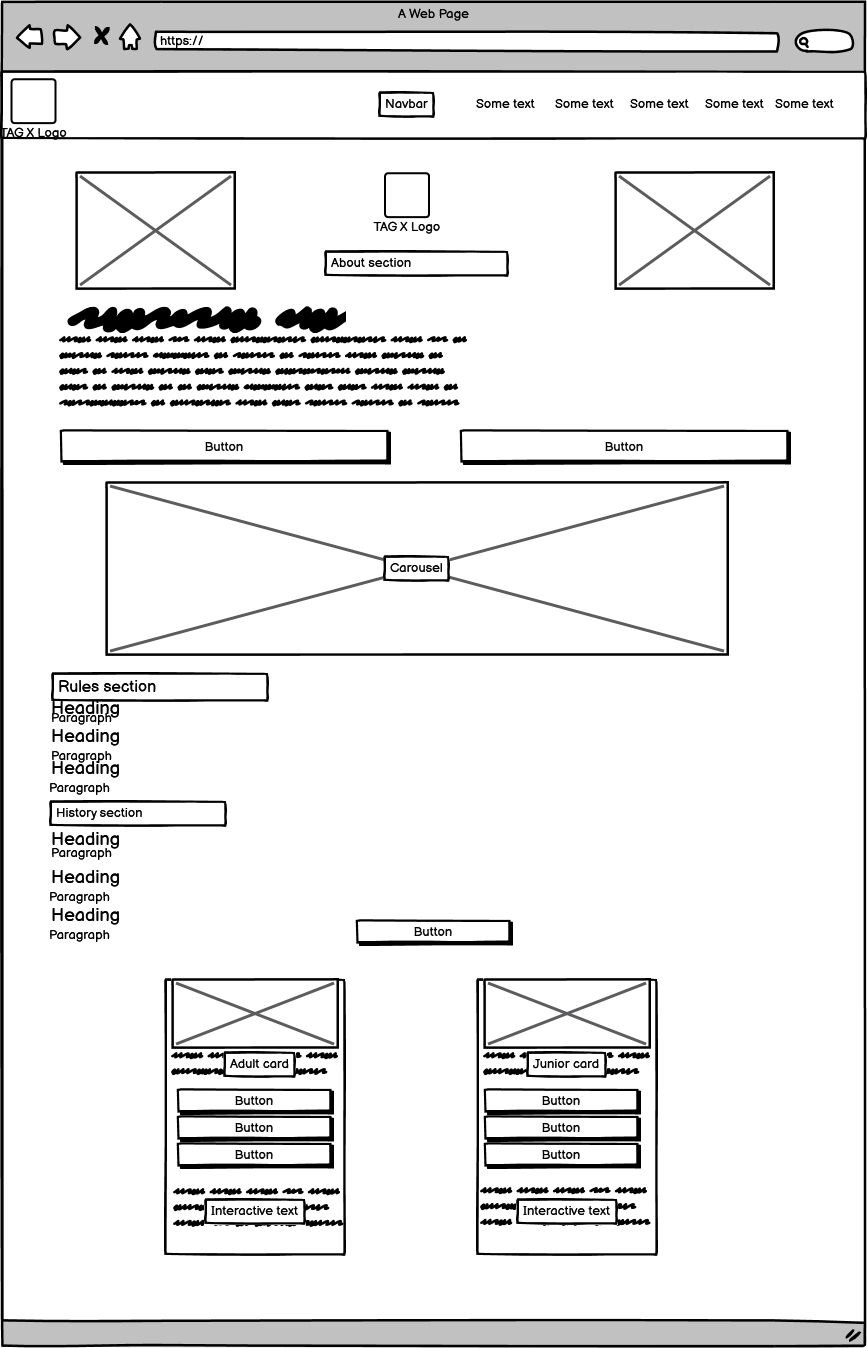 A Web Page
https://
Navbar Some text Some text Some text Some text Some text
TAG X Logo
TAG X Logo
About section
Button Button
Carousel
Rules section
Heading
Paragraph
Heading
Paragraph
Heading
Paragraph
History section
Heading
Paragraph
Heading
Paragraph
Heading
Paragraph
Button
Adult card
Button
Button
Button
Interactive text
Junior card
Button
Button
Button
Interactive text